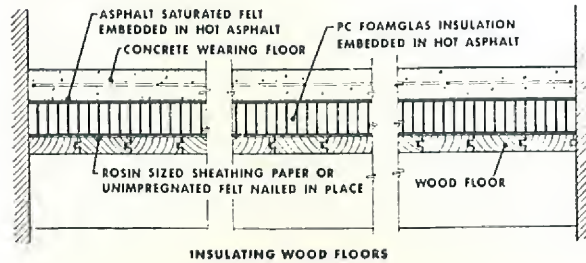 ASPHALT SATURATED FELT
EMBEDDED IN HOT ASPHALT
CONCRETE WEARING FLOOR
PC FOAMGLAS INSULATION
EMBEDDED IN HOT ASPHALT
ROSIN SIZED SHEATHING PAPER OR
UNIMPREGNATED FELT NAILED IN PLACE
WOOD FLOOR
INSULATING WOOD FLOORS